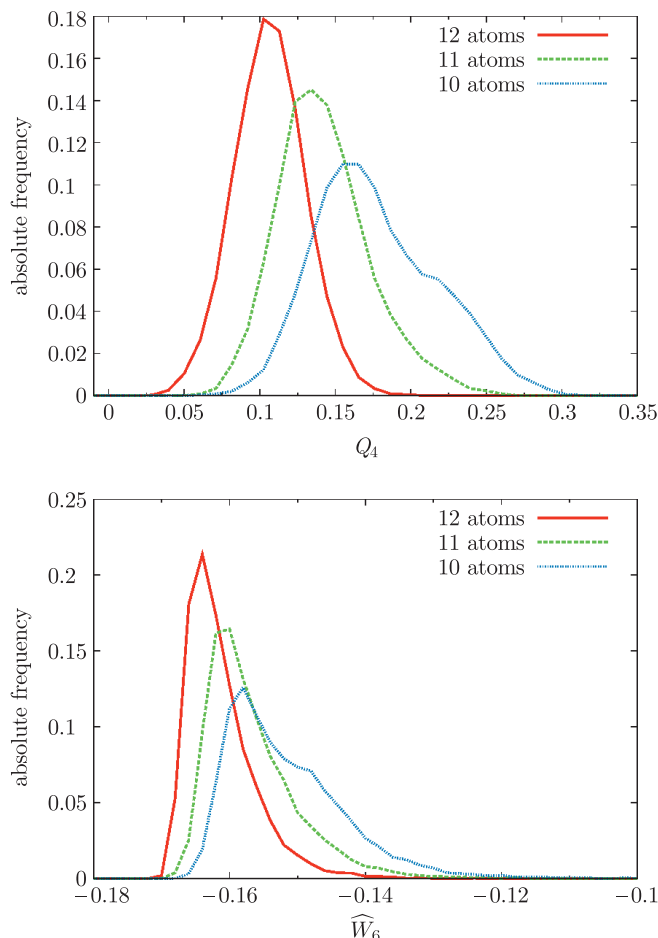 0.18
0.16
0.14
0.12
0.1
0.08
0.06
0.04
0.02
0
absolute frequency
12 atoms
11 atoms
10 atoms
0 0.05 0.1 0.15 0.2 0.25 0.3 0.35
Q₄
0.25
0.2
0.15
0.1
0.05
0
absolute frequency
12 atoms
11 atoms
10 atoms
−0.18 −0.16 −0.14 −0.12 −0.1
Ŵ₆